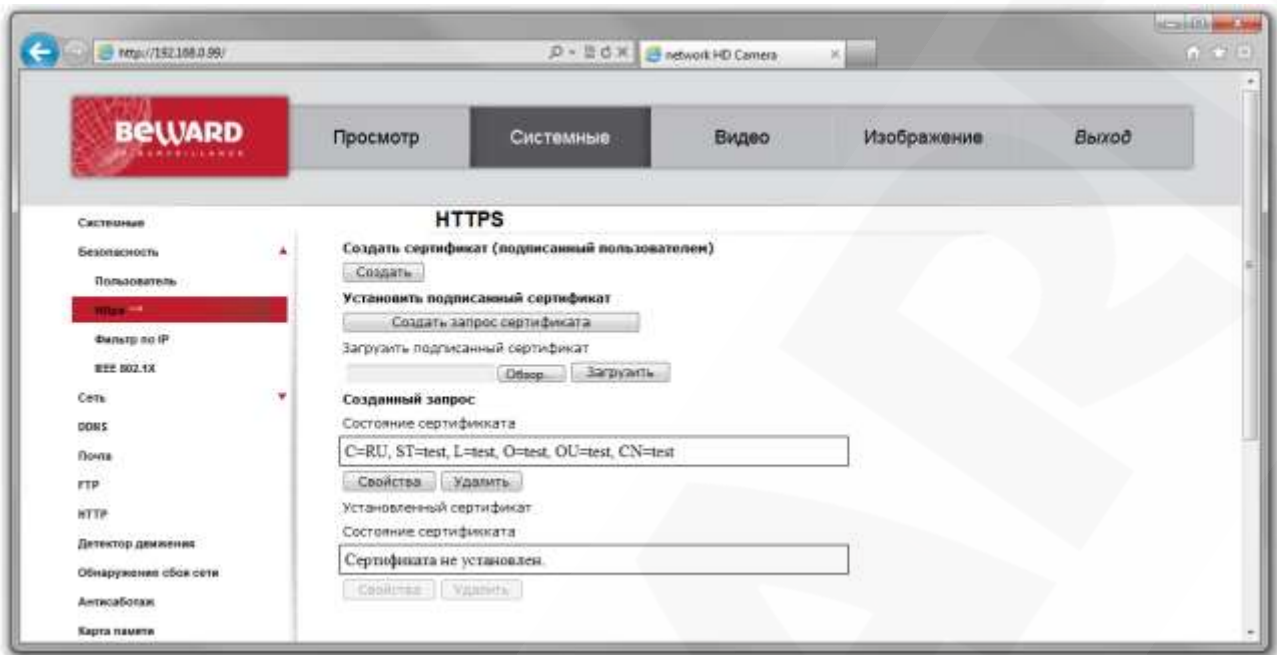 http://192.168.0.99/
network HD Camera
BEWARD
Просмотр
Системные
Видео
Изображение
Выход
Системные
Безопасность
Пользователь
Https
Фильтр по IP
IEEE 802.1X
Сеть
DDNS
Почта
FTP
HTTP
Детектор движения
Обнаружения сбоя сети
Антисаботаж
Карта памяти
HTTPS
Создать сертификат (подписанный пользователем)
Создать
Установить подписанный сертификат
Создать запрос сертификата
Загрузить подписанный сертификат
Обзор... Загрузить
Созданный запрос
Состояние сертификката
C=RU, ST=test, L=test, O=test, OU=test, CN=test
Свойства Удалить
Установленный сертификат
Состояние сертификката
Сертификата не установлен.
Свойства Удалить